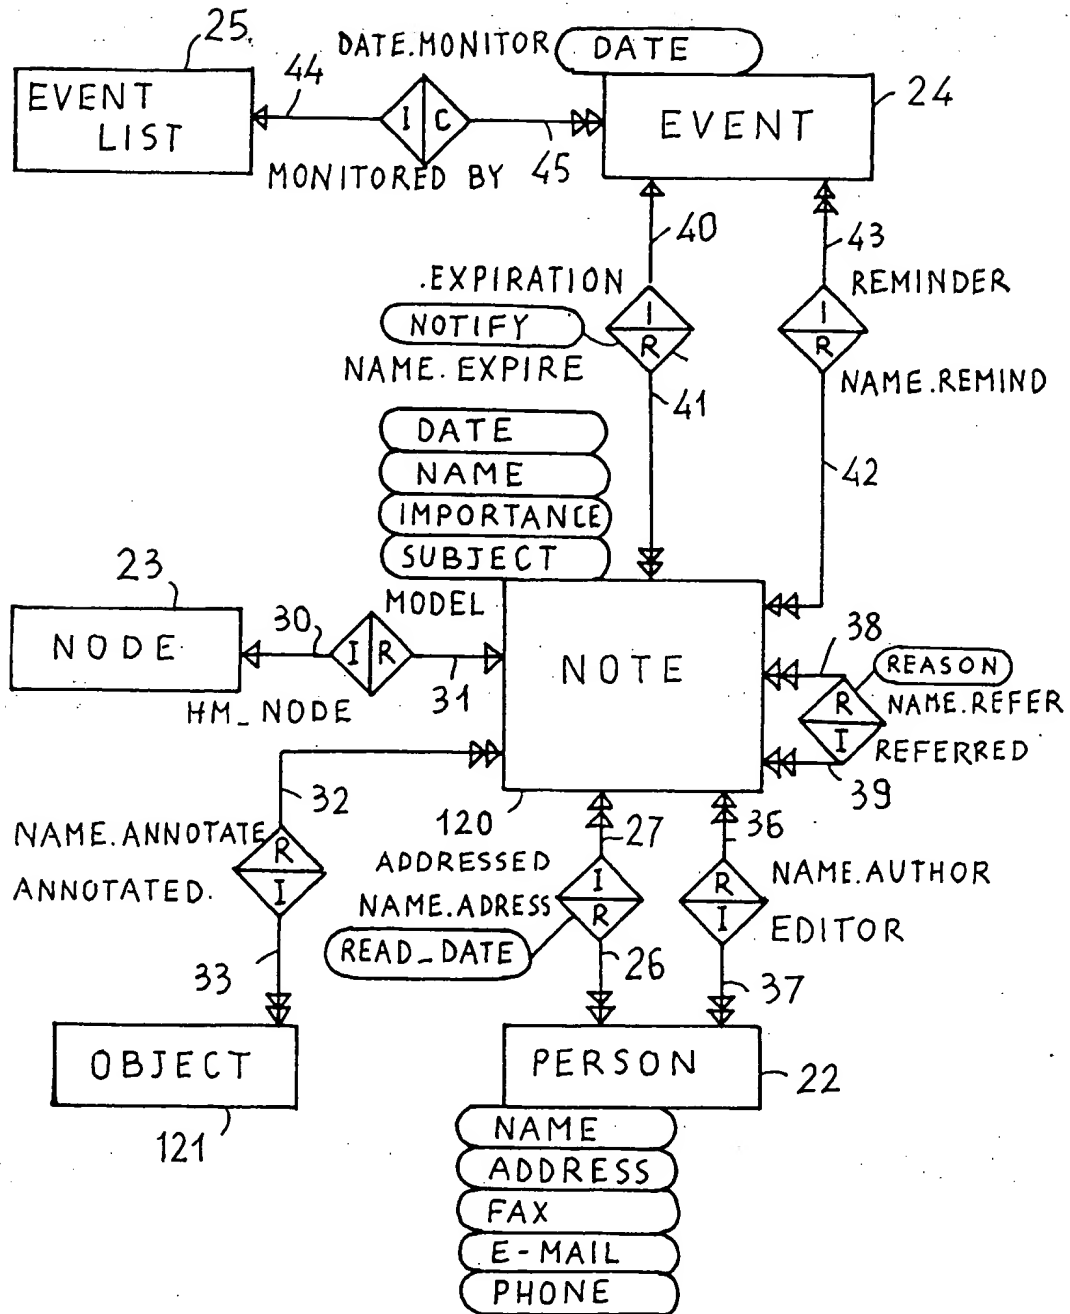 25
44
DATE.MONITOR
DATE
24
EVENT
LIST
I C
EVENT
MONITORED BY
45
40
43
.EXPIRATION
REMINDER
I
I
NOTIFY
R
R
NAME.EXPIRE
NAME.REMIND
41
42
DATE
NAME
IMPORTANCE
SUBJECT
23
MODEL
NODE
30
I R
31
HM_NODE
NOTE
38
REASON
R
NAME.REFER
I
REFERRED
39
32
120
27
36
NAME.ANNOTATE
R
ANNOTATED.
I
ADDRESSED
I
NAME.ADRESS
R
READ_DATE
R
NAME.AUTHOR
I
EDITOR
33
26
37
OBJECT
121
PERSON
22
NAME
ADDRESS
FAX
E-MAIL
PHONE